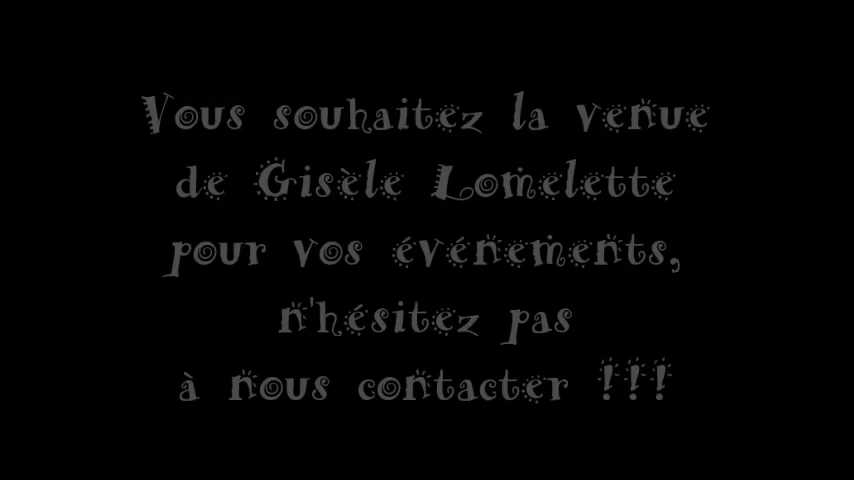 Vous souhaitez la venue
de Gisèle Lomelette
pour vos événements,
n'hésitez pas
à nous contacter !!!